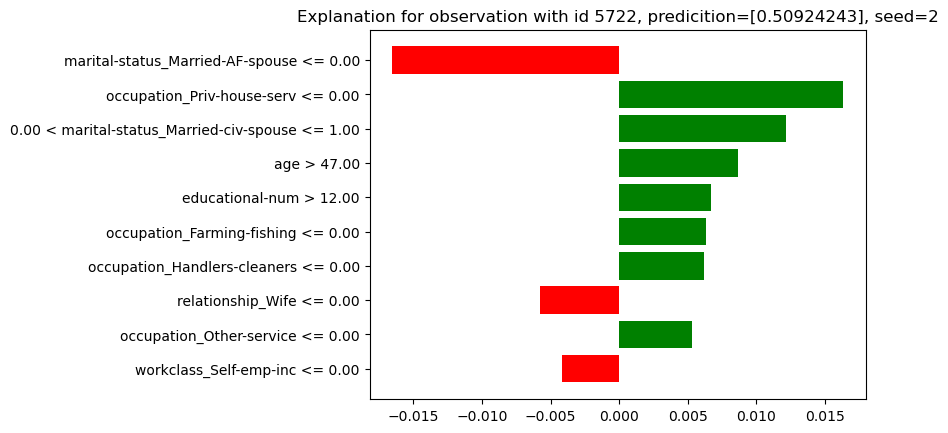 Explanation for observation with id 5722, predicition=[0.50924243], seed=2
marital-status_Married-AF-spouse <= 0.00
occupation_Priv-house-serv <= 0.00
0.00 < marital-status_Married-civ-spouse <= 1.00
age > 47.00
educational-num > 12.00
occupation_Farming-fishing <= 0.00
occupation_Handlers-cleaners <= 0.00
relationship_Wife <= 0.00
occupation_Other-service <= 0.00
workclass_Self-emp-inc <= 0.00
−0.015 −0.010 −0.005 0.000 0.005 0.010 0.015